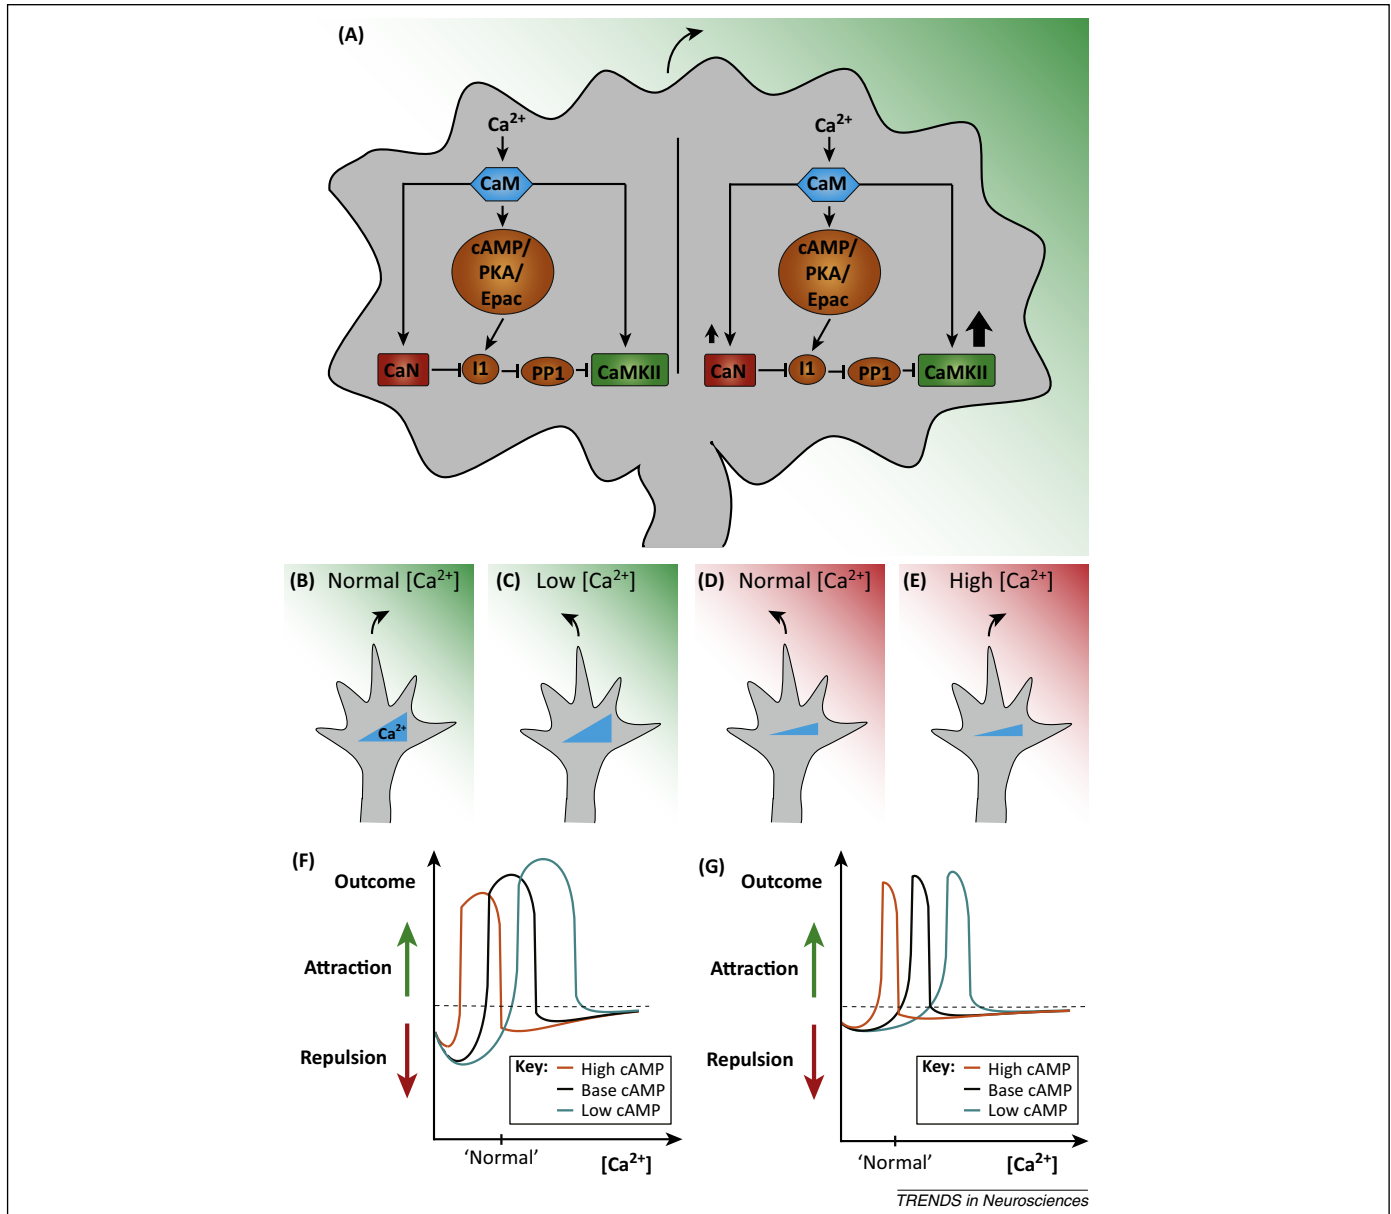 (A)
Ca²⁺
Ca²⁺
CaM
CaM
cAMP/
PKA/
Epac
cAMP/
PKA/
Epac
CaN
I1
PP1
CaMKII
CaN
I1
PP1
CaMKII
(B) Normal [Ca²⁺]
(C) Low [Ca²⁺]
(D) Normal [Ca²⁺]
(E) High [Ca²⁺]
Ca²⁺
(F)
Outcome
Attraction
Repulsion
Key: High cAMP
Base cAMP
Low cAMP
'Normal'
[Ca²⁺]
(G)
Outcome
Attraction
Repulsion
Key: High cAMP
Base cAMP
Low cAMP
'Normal'
[Ca²⁺]
TRENDS in Neurosciences